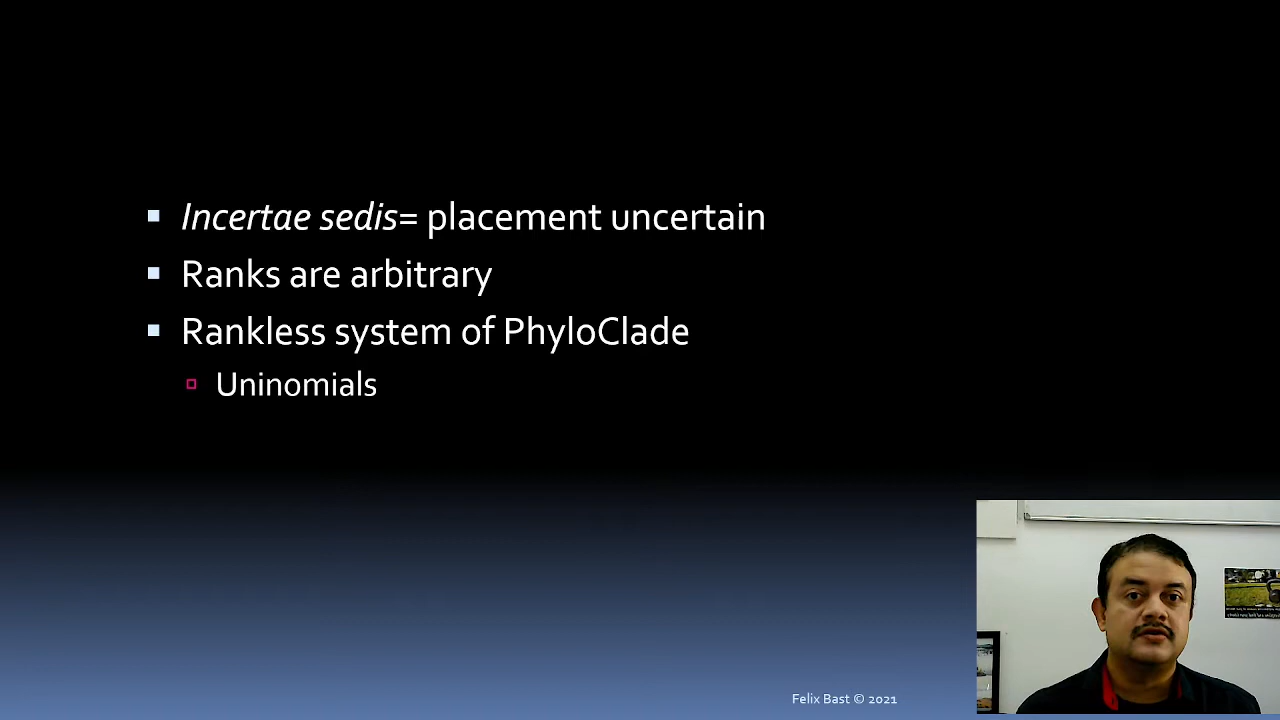 Incertae sedis= placement uncertain
Ranks are arbitrary
Rankless system of PhyloClade
Uninomials
Felix Bast © 2021